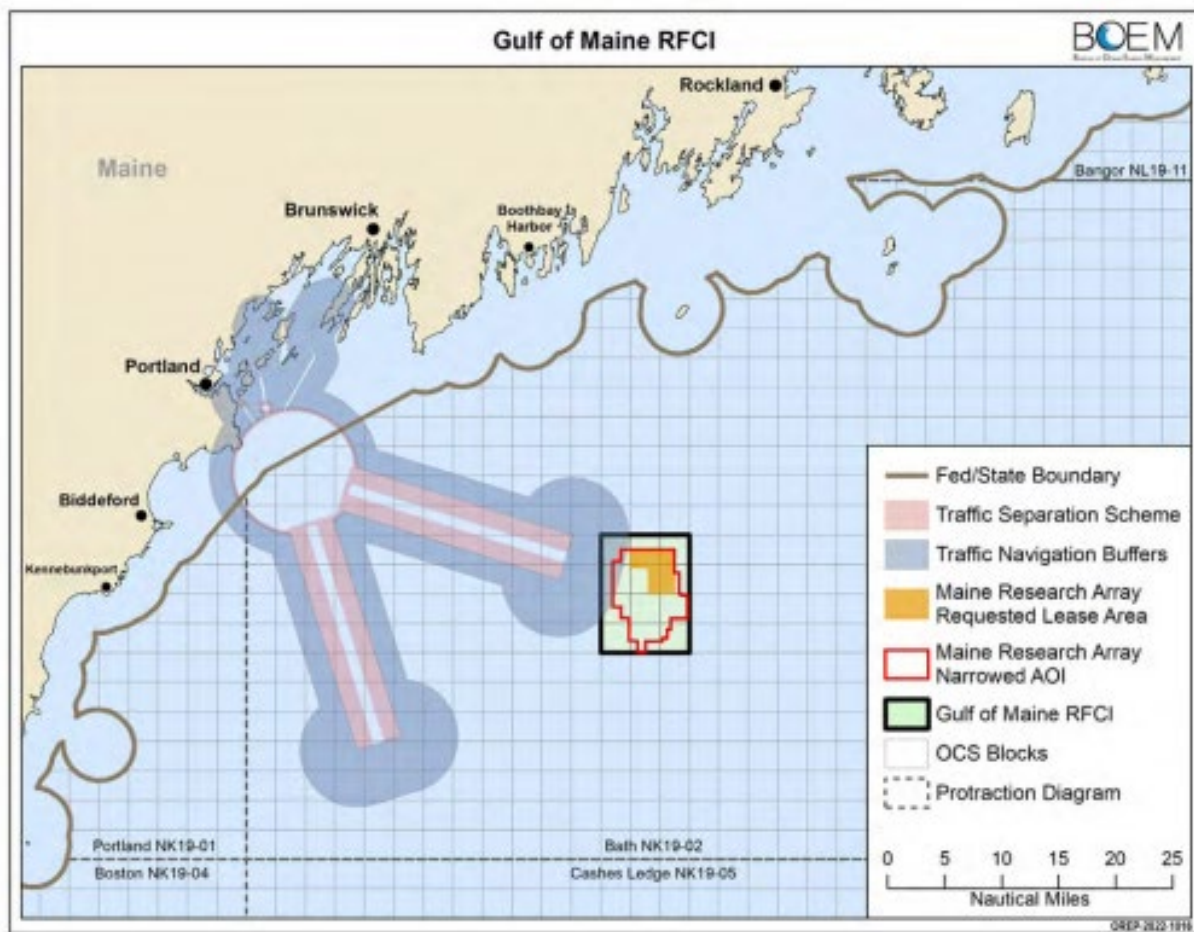 Gulf of Maine RFCI
BOEM
Rockland
Maine
Bangor NL19-11
Brunswick
Boothbay
Harbor
Portland
Biddeford
Kennebunkport
Fed/State Boundary
Traffic Separation Scheme
Traffic Navigation Buffers
Maine Research Array
Requested Lease Area
Maine Research Array
Narrowed AOI
Gulf of Maine RFCI
OCS Blocks
Protraction Diagram
Portland NK19-01
Bath NK19-02
Boston NK19-04
Cashes Ledge NK19-05
0 5 10 15 20 25
Nautical Miles
OREP-2022-1016